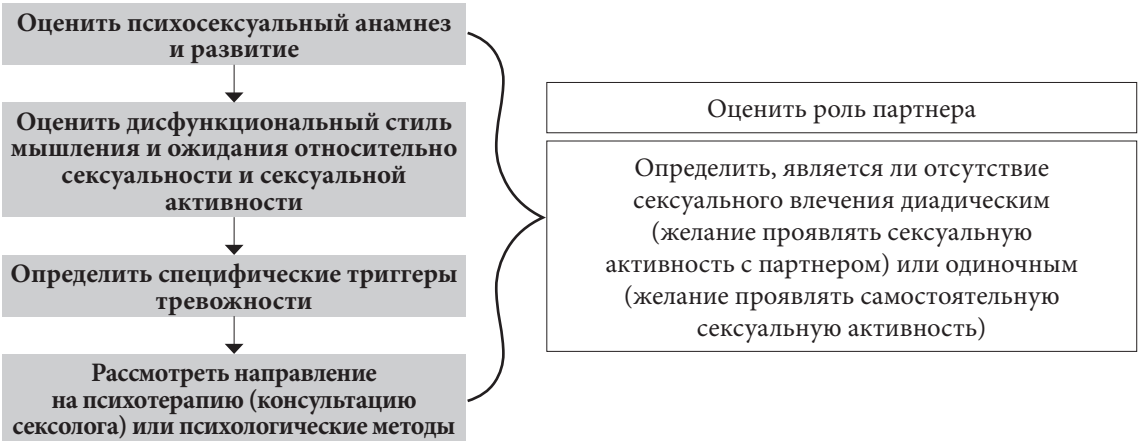 Оценить психосексуальный анамнез
и развитие
Оценить дисфункциональный стиль
мышления и ожидания относительно
сексуальности и сексуальной
активности
Определить специфические триггеры
тревожности
Рассмотреть направление
на психотерапию (консультацию
сексолога) или психологические методы
Оценить роль партнера
Определить, является ли отсутствие
сексуального влечения диадическим
(желание проявлять сексуальную
активность с партнером) или одиночным
(желание проявлять самостоятельную
сексуальную активность)